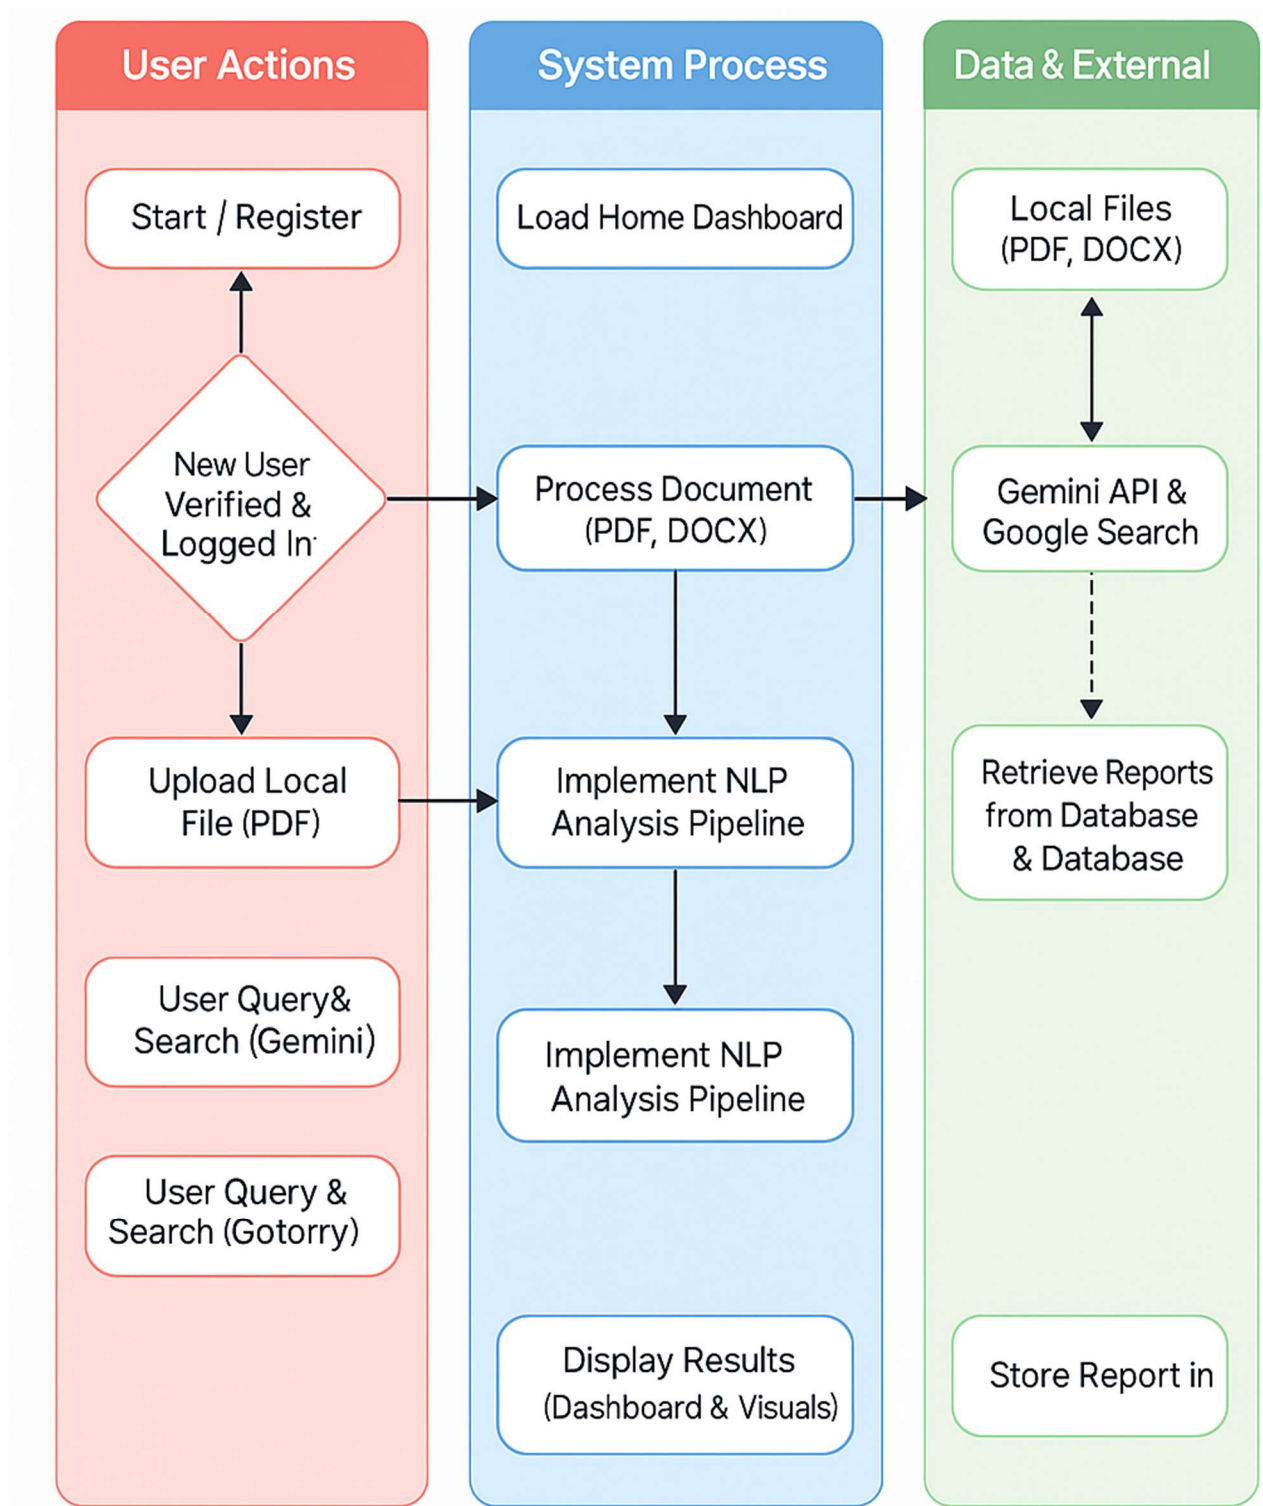 User Actions
Start / Register
New User
Verified &
Logged In
Upload Local
File (PDF)
User Query&
Search (Gemini)
User Query &
Search (Gotorry)
System Process
Load Home Dashboard
Process Document
(PDF, DOCX)
Implement NLP
Analysis Pipeline
Implement NLP
Analysis Pipeline
Display Results
(Dashboard & Visuals)
Data & External
Local Files
(PDF, DOCX)
Gemini API &
Google Search
Retrieve Reports
from Database
& Database
Store Report in